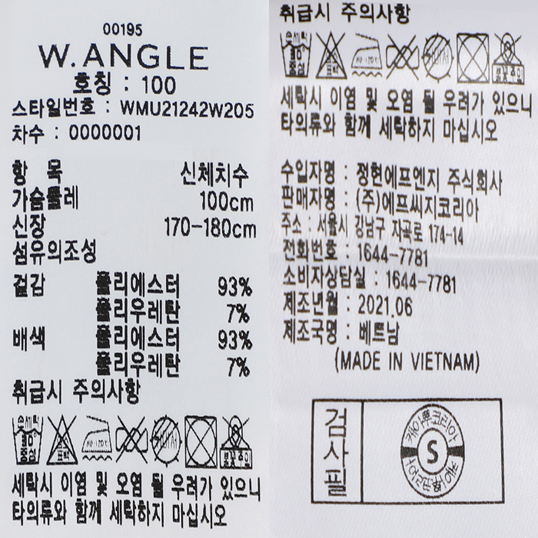 00195
W.ANGLE
호칭 : 100
스타일번호 : WMU21242W205
차수 : 0000001
항 목 신체치수
가슴둘레 100cm
신장 170-180cm
섬유의조성
겉감 폴리에스터 93%
폴리우레탄 7%
배색 폴리에스터 93%
폴리우레탄 7%
취급시 주의사항
세탁시 이염 및 오염 될 우려가 있으니
타의류와 함께 세탁하지 마십시오
취급시 주의사항
세탁시 이염 및 오염 될 우려가 있으니
타의류와 함께 세탁하지 마십시오
수입자명 : 정현에프엔지 주식회사
판매자명 : (주)에프씨지코리아
주소 : 서울시 강남구 자곡로 174-14
전화번호 : 1644-7781
소비자상담실 : 1644-7781
제조년월 : 2021.06
제조국명 : 베트남
(MADE IN VIETNAM)
검사필
S